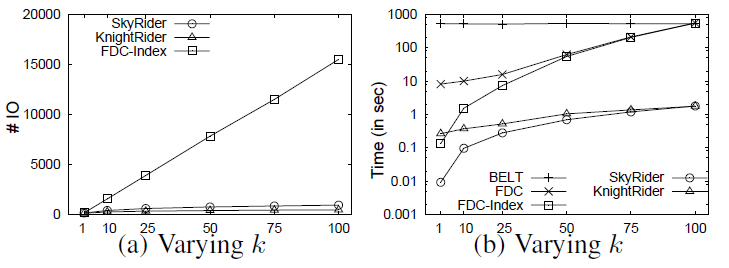 20000
15000
10000
5000
0
# IO
SkyRider
KnightRider
FDC-Index
1 10 25 50 75 100
(a) Varying k
1000
100
10
1
0.1
0.01
0.001
Time (in sec)
BELT
FDC
FDC-Index
SkyRider
KnightRider
1 10 25 50 75 100
(b) Varying k